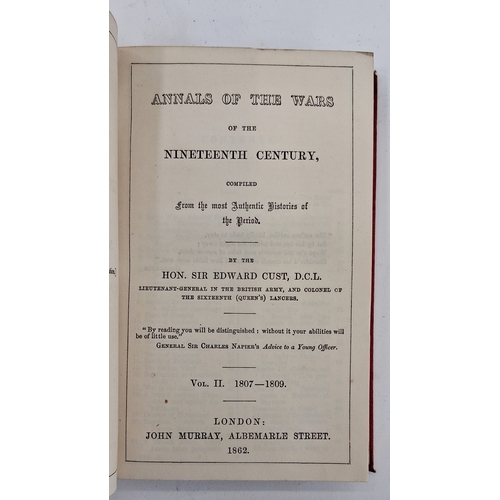 ANNALS OF THE WARS
OF THE
NINETEENTH CENTURY,
COMPILED
From the most Authentic Histories of
the Period.
BY THE
HON. SIR EDWARD CUST, D.C.L.
LIEUTENANT-GENERAL IN THE BRITISH ARMY, AND COLONEL OF
THE SIXTEENTH (QUEEN'S) LANCERS.
"By reading you will be distinguished: without it your abilities will
be of little use."
GENERAL SIR CHARLES NAPIER'S Advice to a Young Officer.
VOL. II. 1807—1809.
LONDON:
JOHN MURRAY, ALBEMARLE STREET.
1862.